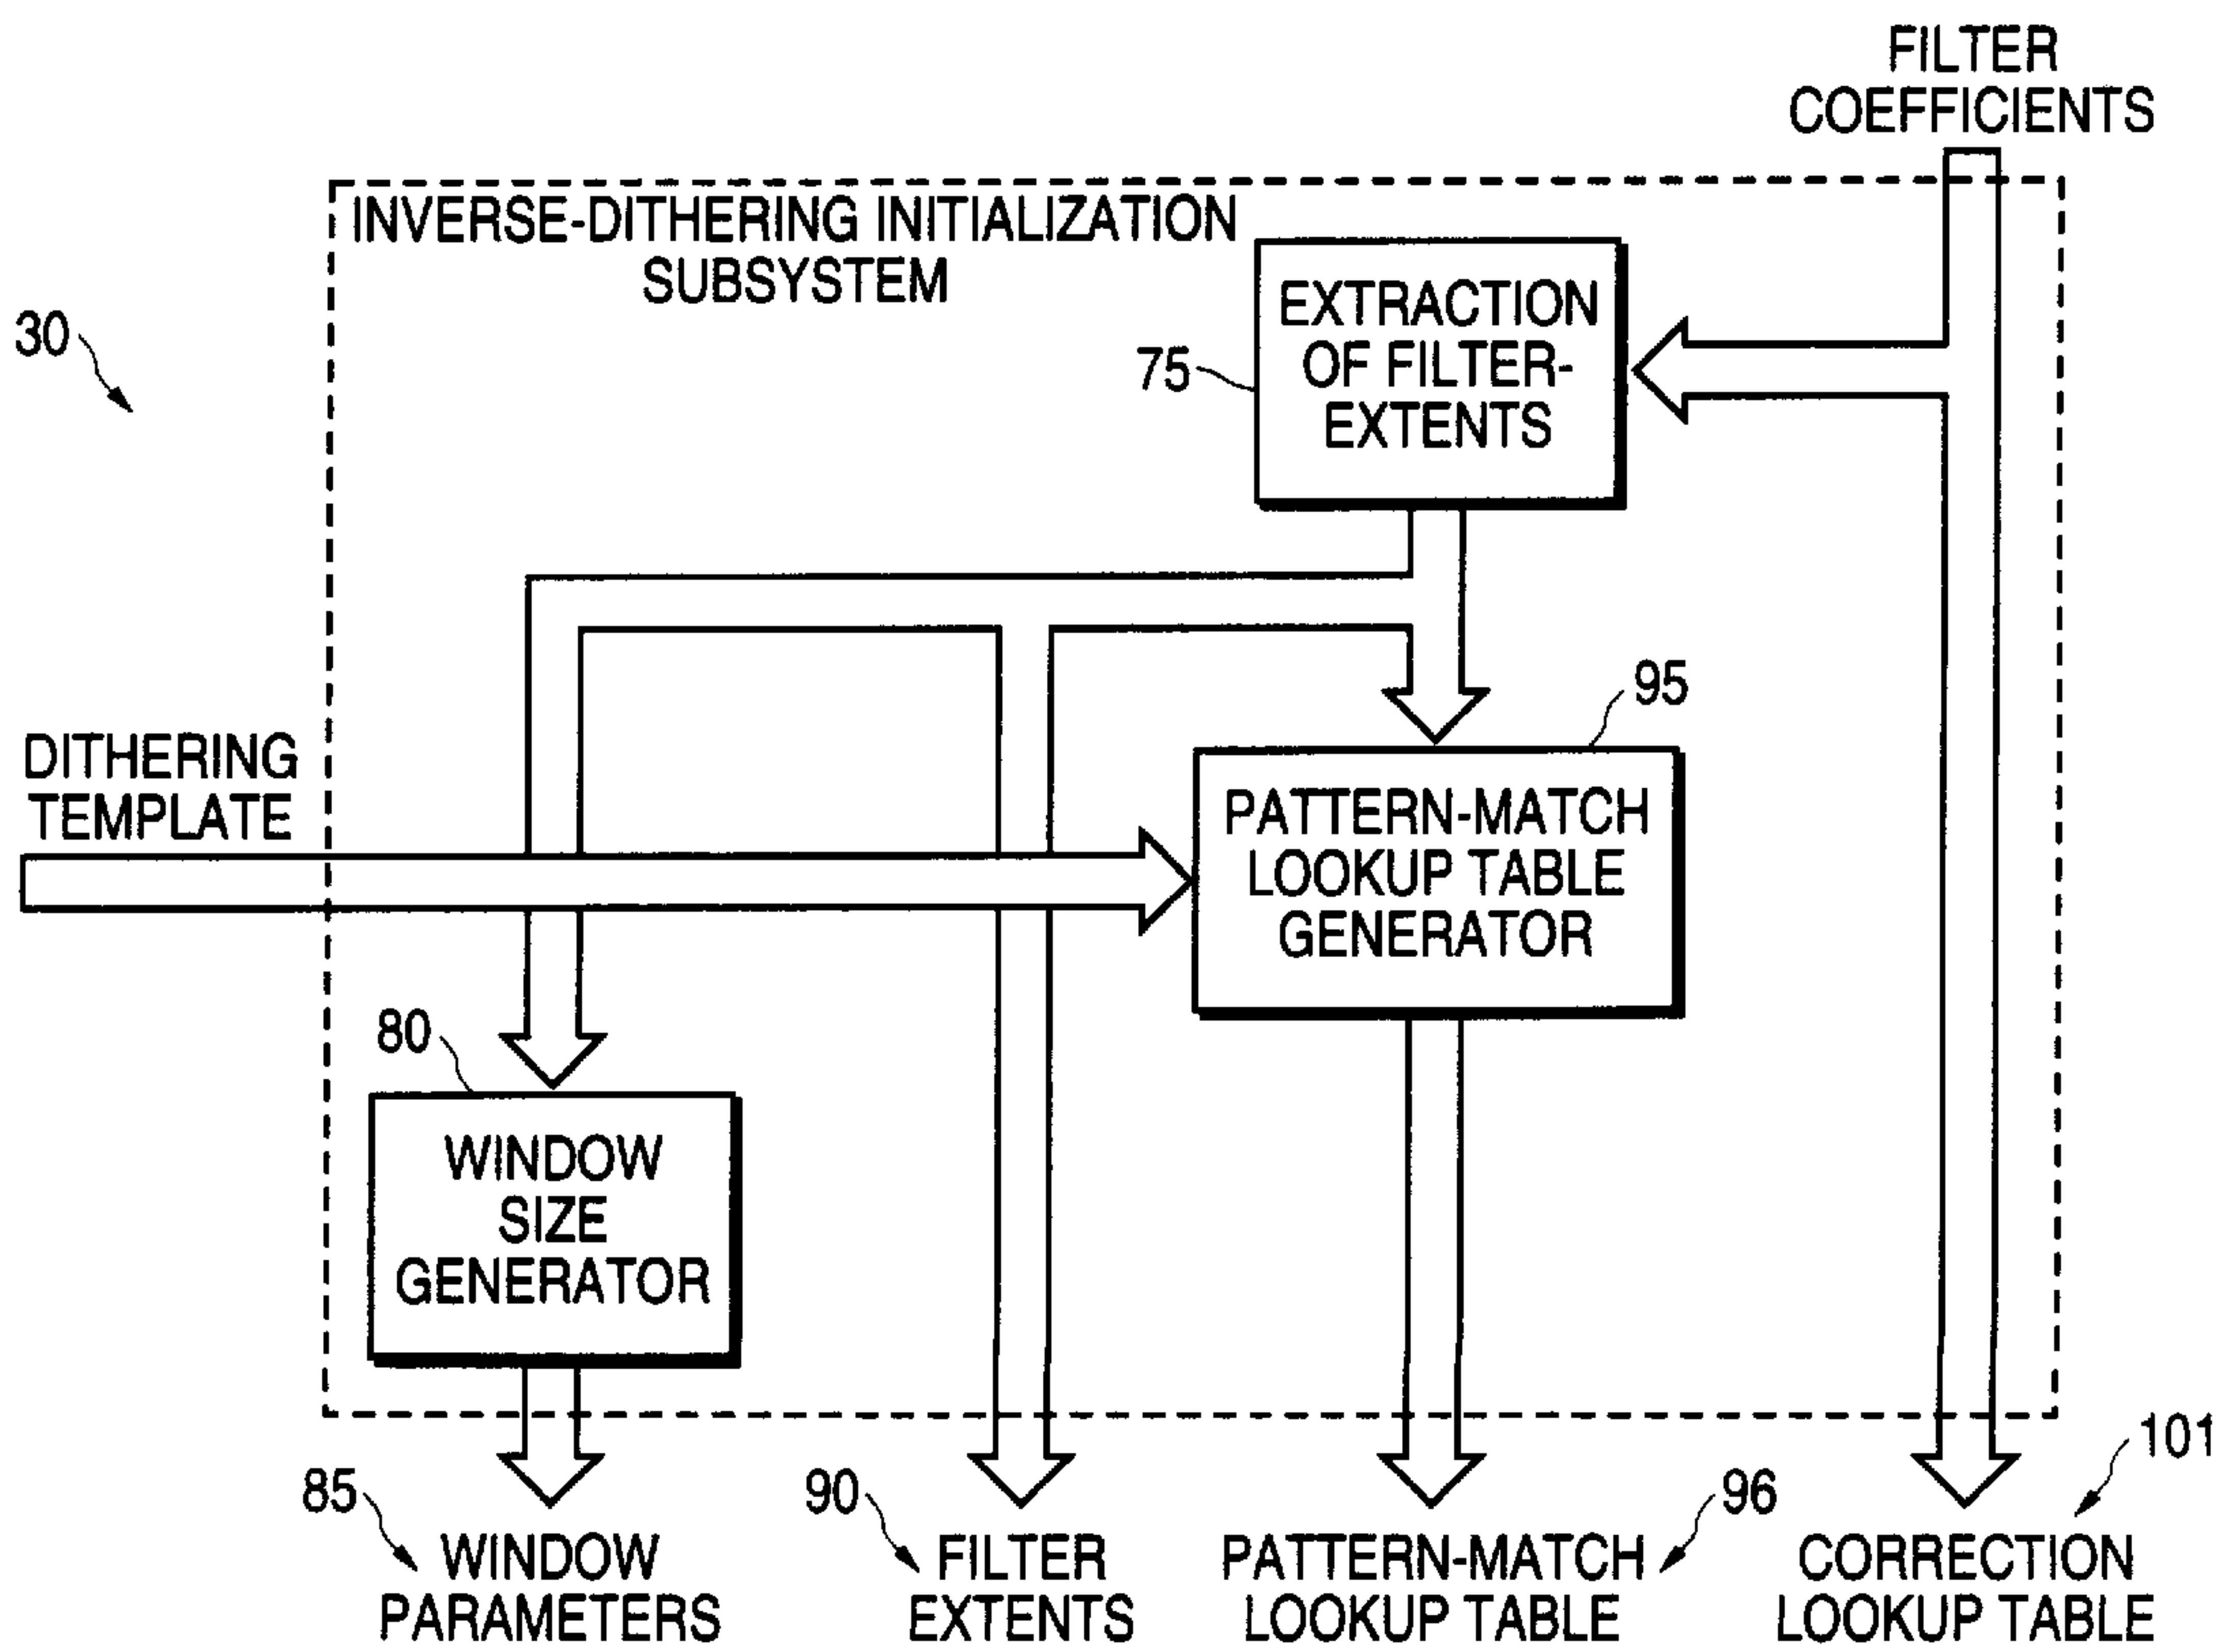 FILTER
COEFFICIENTS
INVERSE-DITHERING INITIALIZATION
SUBSYSTEM
30
75
EXTRACTION
OF FILTER-
EXTENTS
95
DITHERING
TEMPLATE
PATTERN-MATCH
LOOKUP TABLE
GENERATOR
80
WINDOW
SIZE
GENERATOR
85
WINDOW
PARAMETERS
90
FILTER
EXTENTS
96
PATTERN-MATCH
LOOKUP TABLE
101
CORRECTION
LOOKUP TABLE